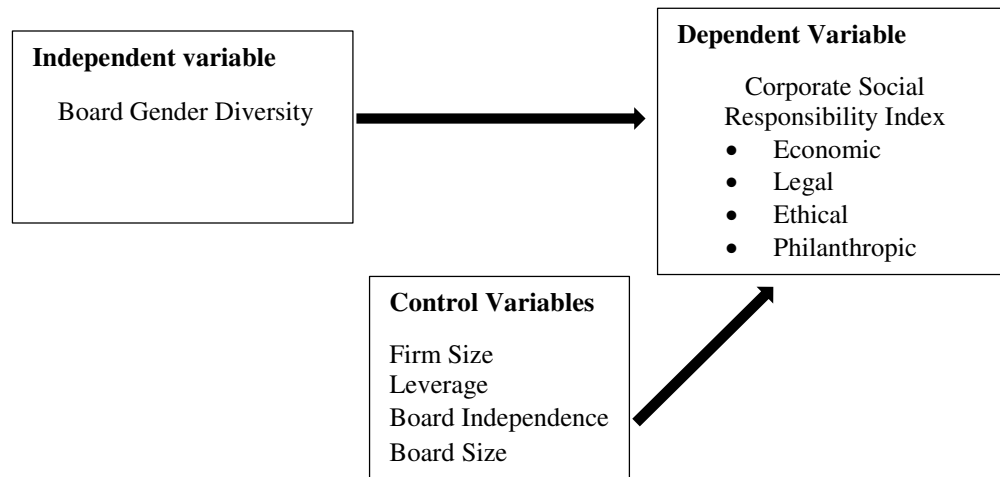 Independent variable
Board Gender Diversity
Dependent Variable
Corporate Social
Responsibility Index
• Economic
• Legal
• Ethical
• Philanthropic
Control Variables
Firm Size
Leverage
Board Independence
Board Size